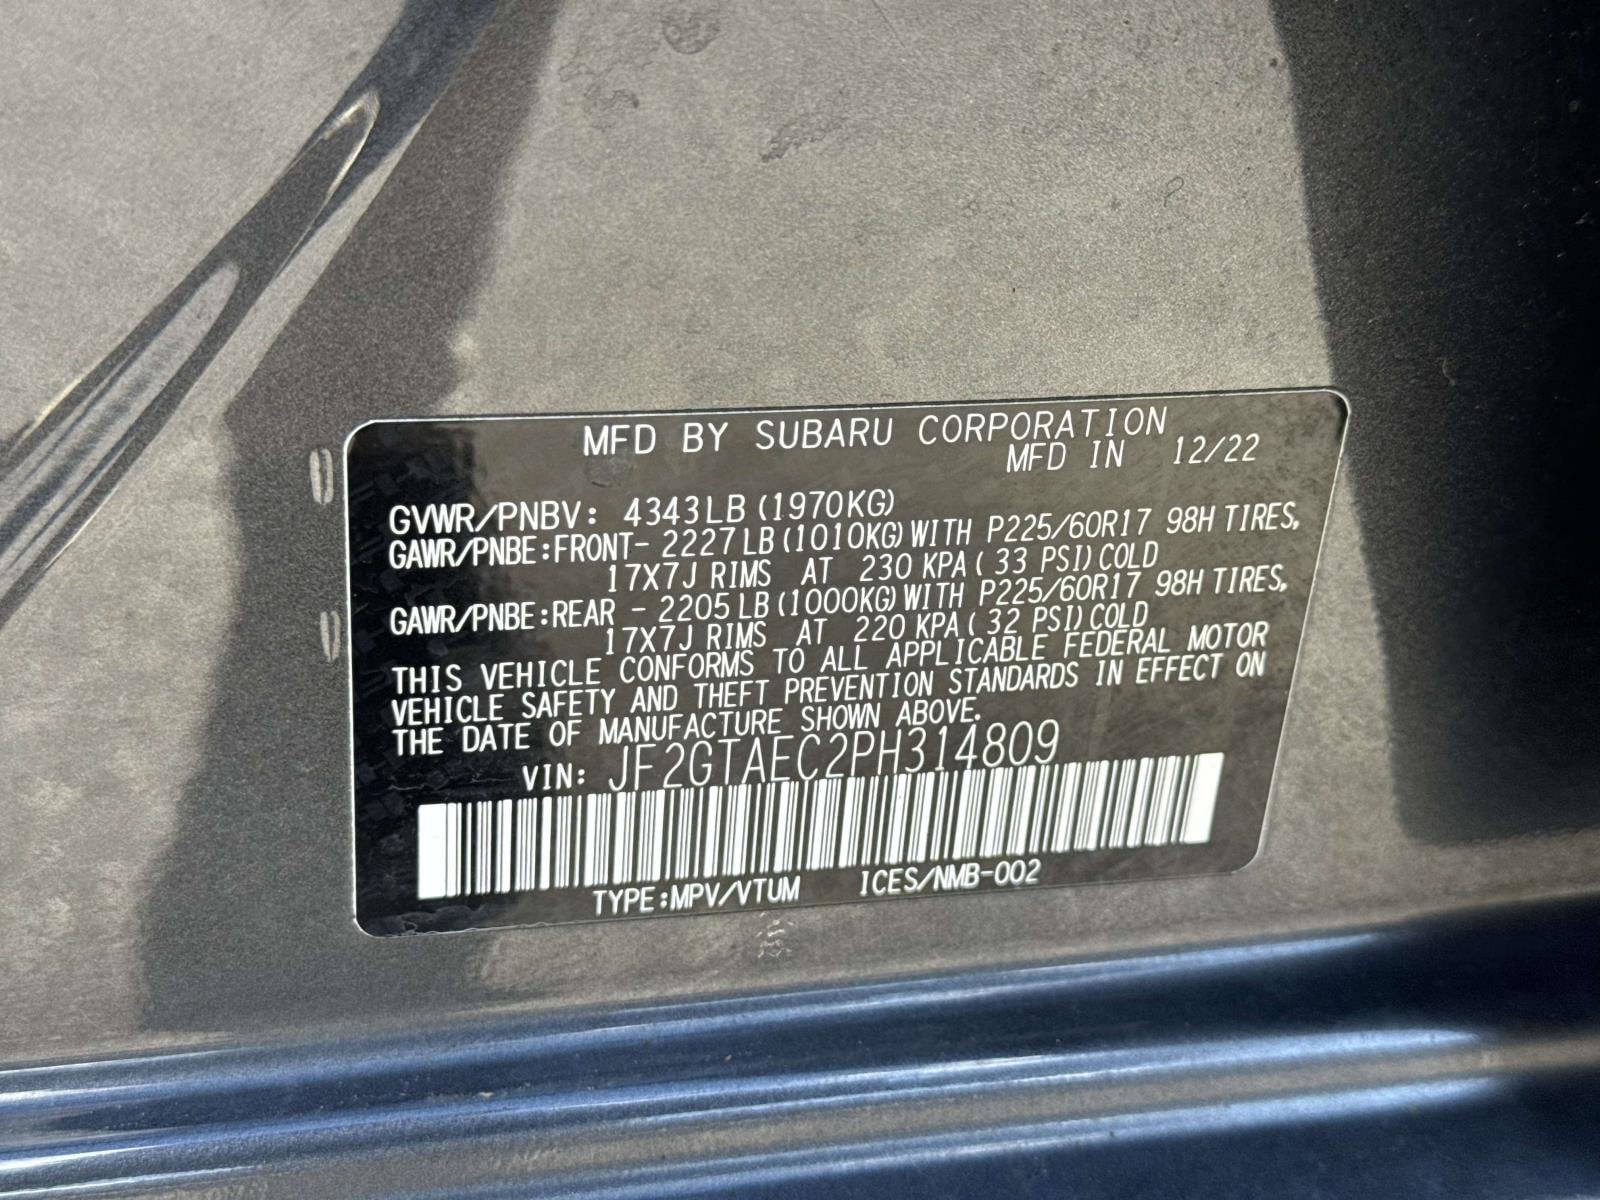 MFD BY SUBARU CORPORATION
MFD IN 12/22
GVWR/PNBV: 4343LB (1970KG)
GAWR/PNBE:FRONT- 2227LB (1010KG) WITH P225/60R17 98H TIRES,
17X7J RIMS AT 230 KPA ( 33 PSI) COLD
GAWR/PNBE:REAR - 2205LB (1000KG) WITH P225/60R17 98H TIRES,
17X7J RIMS AT 220 KPA ( 32 PSI) COLD
THIS VEHICLE CONFORMS TO ALL APPLICABLE FEDERAL MOTOR
VEHICLE SAFETY AND THEFT PREVENTION STANDARDS IN EFFECT ON
THE DATE OF MANUFACTURE SHOWN ABOVE.
VIN: JF2GTAEC2PH314809
TYPE:MPV/VTUM ICES/NMB-002